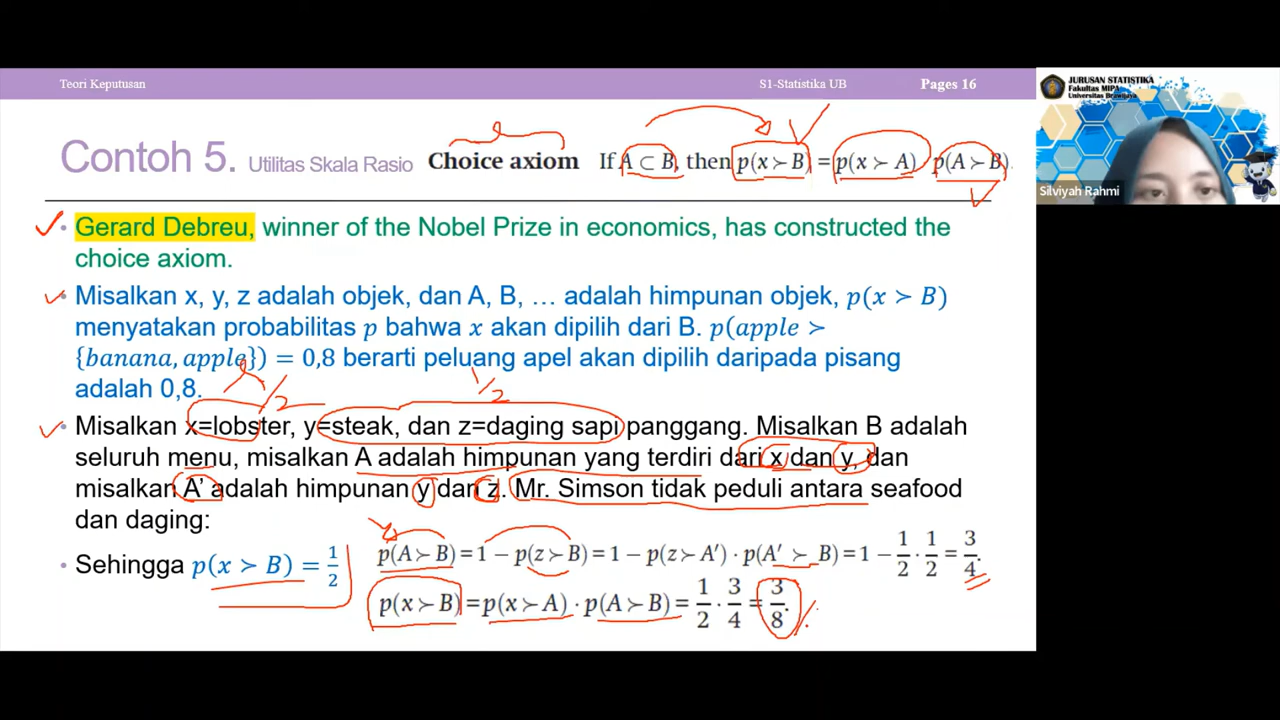 Teori Keputusan
S1-Statistika UB
Pages 16
JURUSAN STATISTIKA
Fakultas MIPA
Universitas Brawijaya
Silviyah Rahmi
Contoh 5. Utilitas Skala Rasio
Choice axiom If A ⊂ B, then p(x ≻ B) = p(x ≻ A) p(A ≻ B).
• Gerard Debreu, winner of the Nobel Prize in economics, has constructed the
choice axiom.
• Misalkan x, y, z adalah objek, dan A, B, … adalah himpunan objek, p(x ≻ B)
menyatakan probabilitas p bahwa x akan dipilih dari B. p(apple ≻
{banana, apple}) = 0,8 berarti peluang apel akan dipilih daripada pisang
adalah 0,8.
1/2
1/2
• Misalkan x=lobster, y=steak, dan z=daging sapi panggang. Misalkan B adalah
seluruh menu, misalkan A adalah himpunan yang terdiri dari x dan y, dan
misalkan A’ adalah himpunan y dan z. Mr. Simson tidak peduli antara seafood
dan daging:
• Sehingga p(x ≻ B) = 1/2
p(A ≻ B) = 1 − p(z ≻ B) = 1 − p(z ≻ A′) · p(A′ ≻ B) = 1 − 1/2 · 1/2 = 3/4.
p(x ≻ B) = p(x ≻ A) · p(A ≻ B) = 1/2 · 3/4 = 3/8.